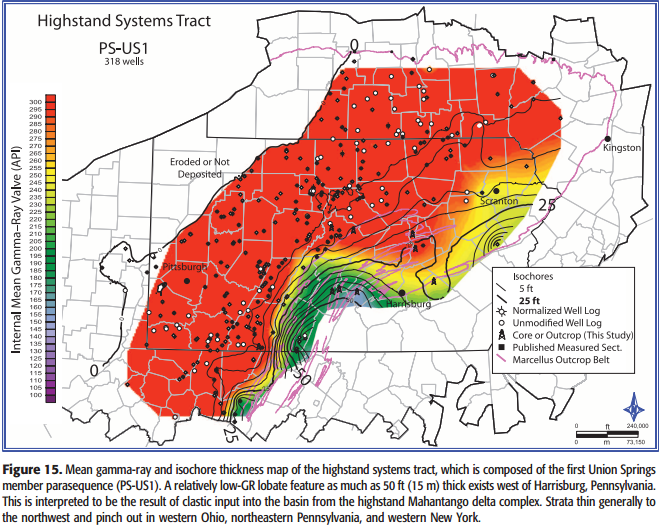 Highstand Systems Tract
PS-US1
318 wells
0
Internal Mean Gamma-Ray Valve (API)
300
295
290
285
280
275
270
265
260
255
250
245
240
235
230
225
220
215
210
205
200
195
190
185
180
175
170
165
160
155
150
145
140
135
130
125
120
115
110
105
100
Eroded or Not
Deposited
Kingston
Scranton
25
Pittsburgh
Harrisburg
0
50
Isochores
5 ft
25 ft
Normalized Well Log
Unmodified Well Log
Core or Outcrop (This Study)
Published Measured Sect.
Marcellus Outcrop Belt
0 ft 240,000
0 m 73,150
Figure 15. Mean gamma-ray and isochore thickness map of the highstand systems tract, which is composed of the first Union Springs
member parasequence (PS-US1). A relatively low-GR lobate feature as much as 50 ft (15 m) thick exists west of Harrisburg, Pennsylvania.
This is interpreted to be the result of clastic input into the basin from the highstand Mahantango delta complex. Strata thin generally to
the northwest and pinch out in western Ohio, northeastern Pennsylvania, and western New York.